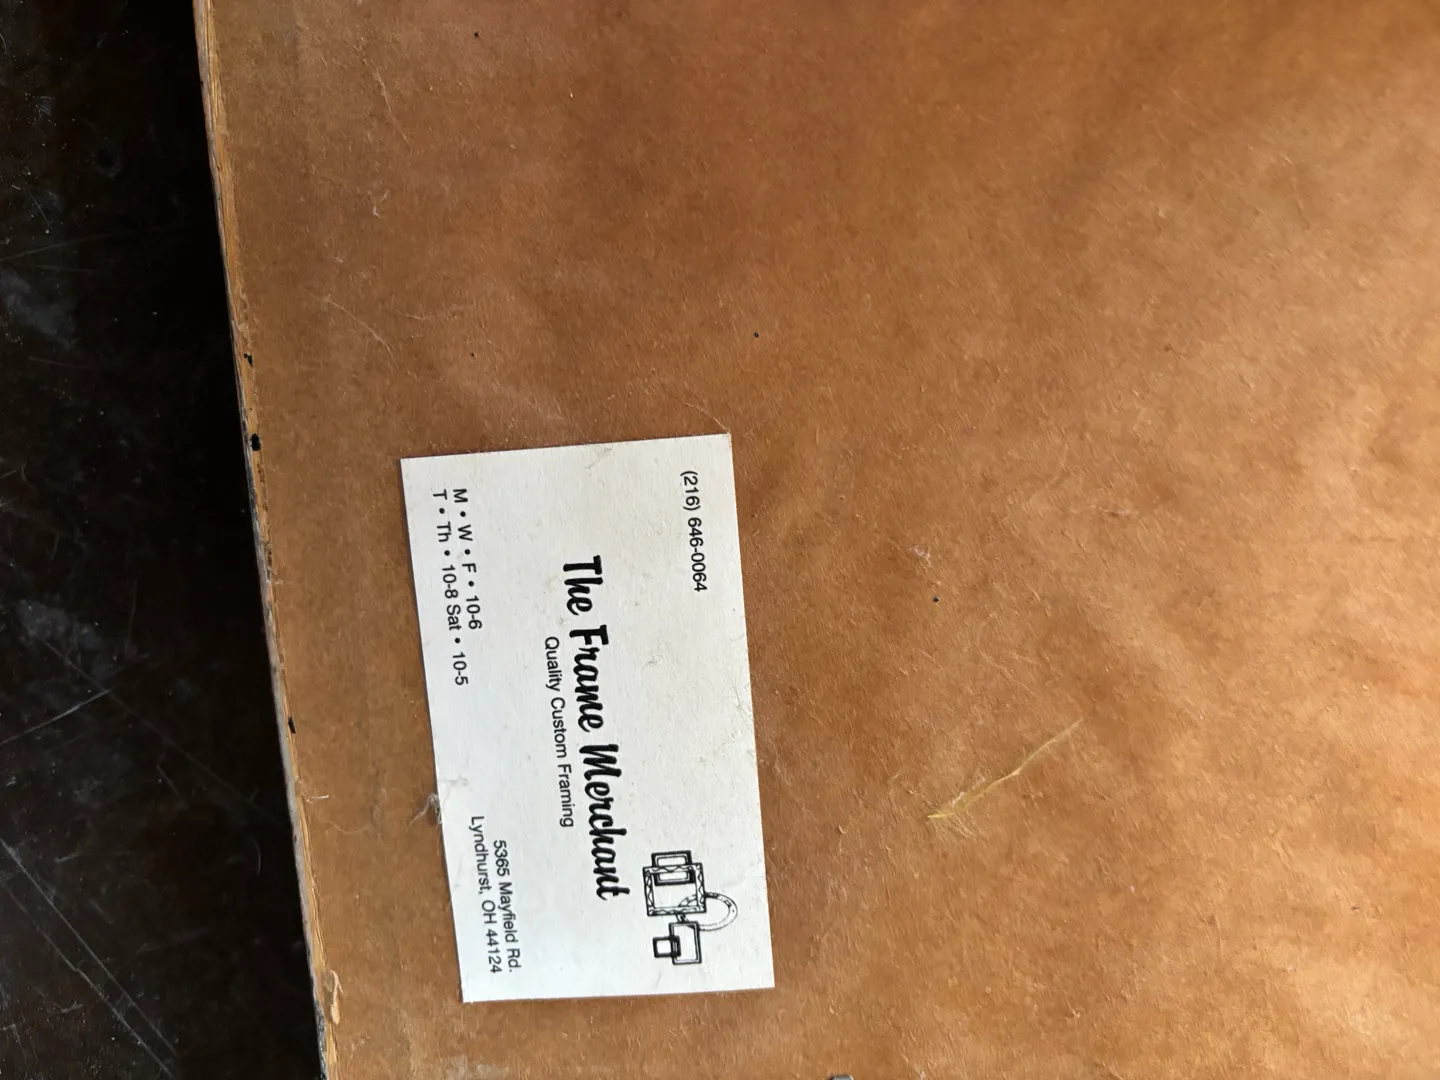 (216) 646-0064
The Frame Merchant
Quality Custom Framing
M • W • F • 10-6
T • Th • 10-8 Sat • 10-5
5365 Mayfield Rd.
Lyndhurst, OH 44124